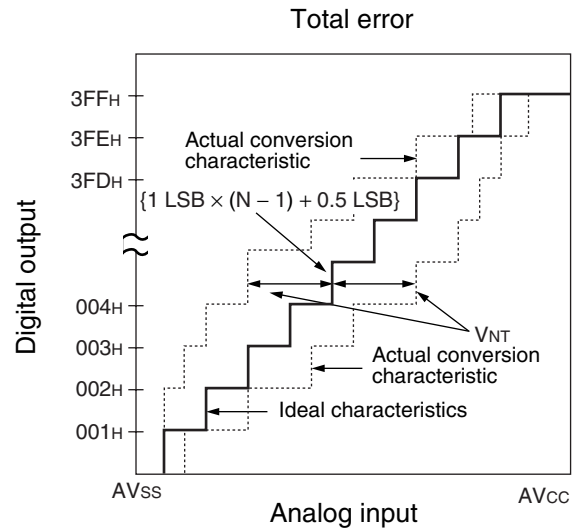 Total error
3FFH
3FEH
3FDH
Actual conversion
characteristic
{1 LSB × (N − 1) + 0.5 LSB}
Digital output
004H
003H
002H
001H
VNT
Actual conversion
characteristic
Ideal characteristics
AVSS
AVCC
Analog input